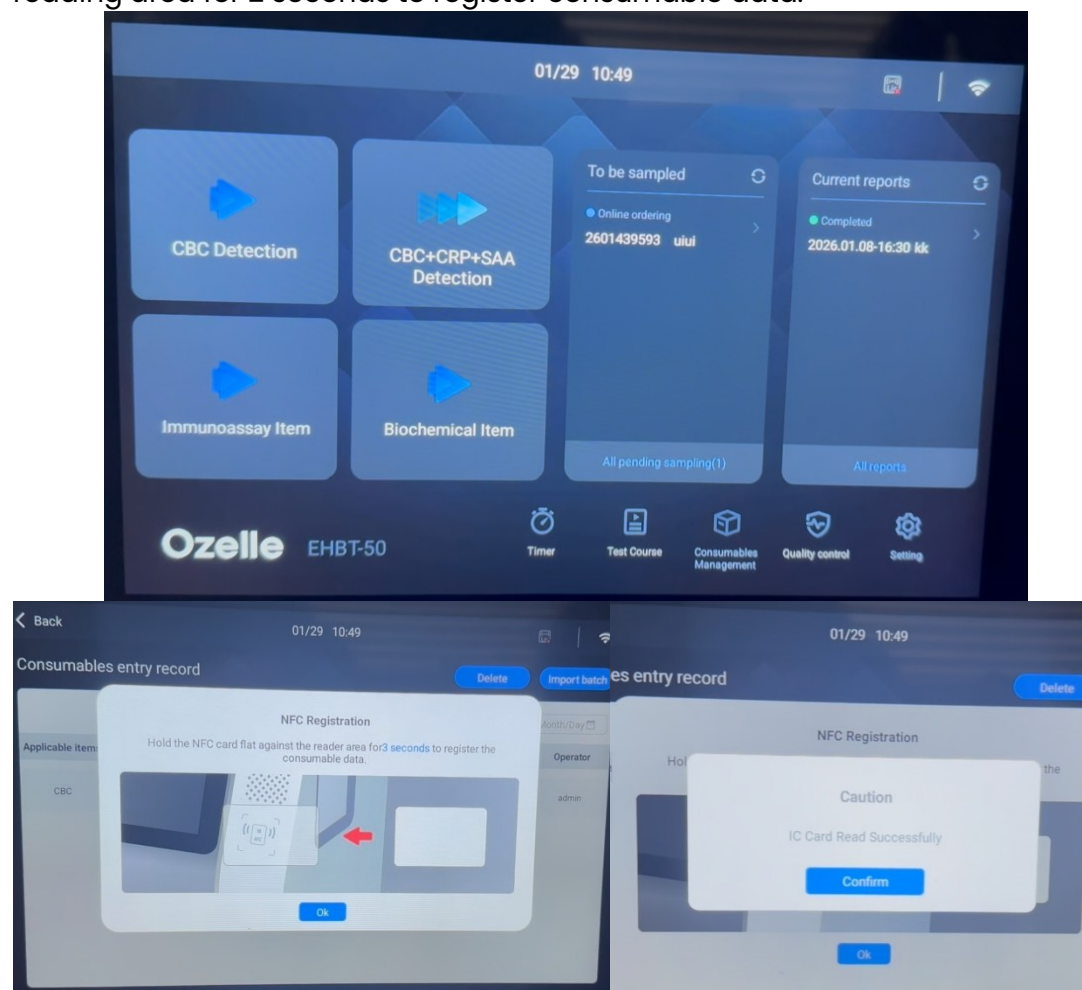 reading area for 2 seconds to register consumable data.
01/29 10:49
CBC Detection
CBC+CRP+SAA
Detection
Immunoassay Item
Biochemical Item
To be sampled
Online ordering
2601439593 uiui
All pending sampling(1)
Current reports
Completed
2026.01.08-16:30 kk
All reports
Ozelle EHBT-50
Timer
Test Course
Consumables
Management
Quality control
Setting
Back
01/29 10:49
Consumables entry record
Delete
Import batch
Month/Day
Applicable item
Operator
CBC
admin
NFC Registration
Hold the NFC card flat against the reader area for3 seconds to register the
consumable data.
Ok
01/29 10:49
es entry record
Delete
NFC Registration
Hol
the
Caution
IC Card Read Successfully
Confirm
Ok